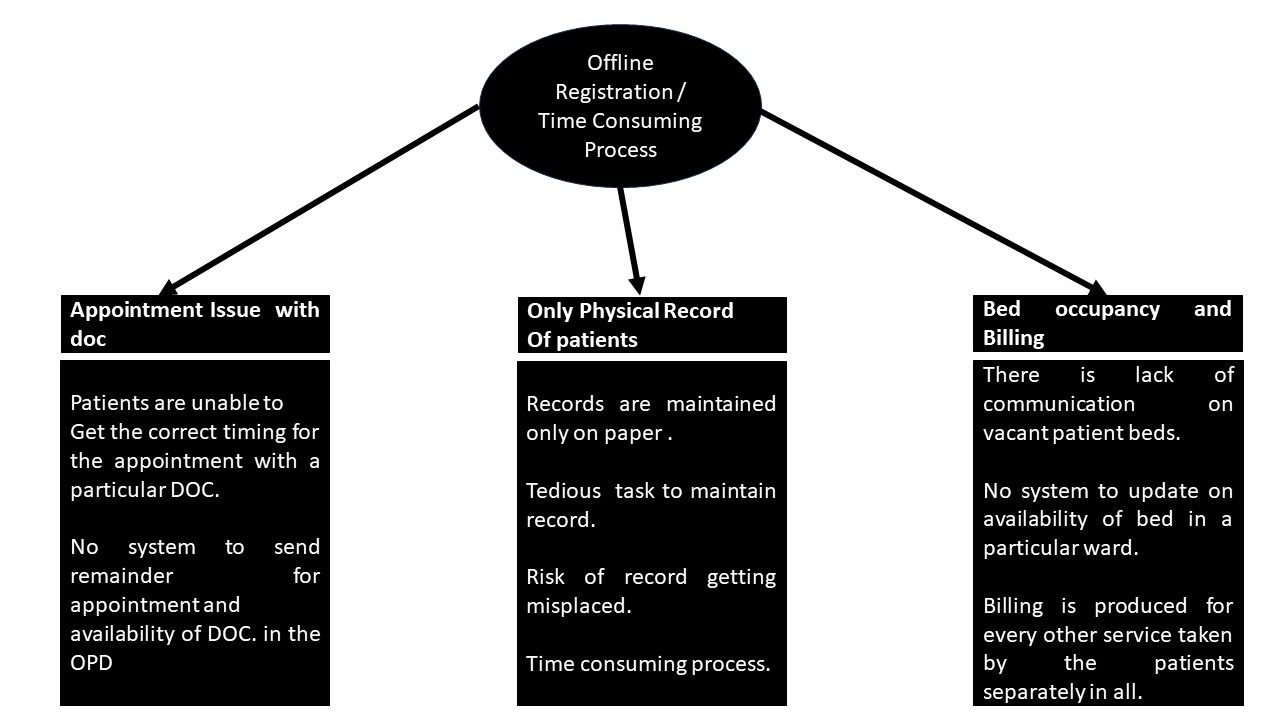 Offline
Registration /
Time Consuming
Process
Appointment Issue with
doc
Patients are unable to
Get the correct timing for
the appointment with a
particular DOC.
No system to send
remainder for
appointment and
availability of DOC. in the
OPD
Only Physical Record
Of patients
Records are maintained
only on paper .
Tedious task to maintain
record.
Risk of record getting
misplaced.
Time consuming process.
Bed occupancy and
Billing
There is lack of
communication on
vacant patient beds.
No system to update on
availability of bed in a
particular ward.
Billing is produced for
every other service taken
by the patients
separately in all.